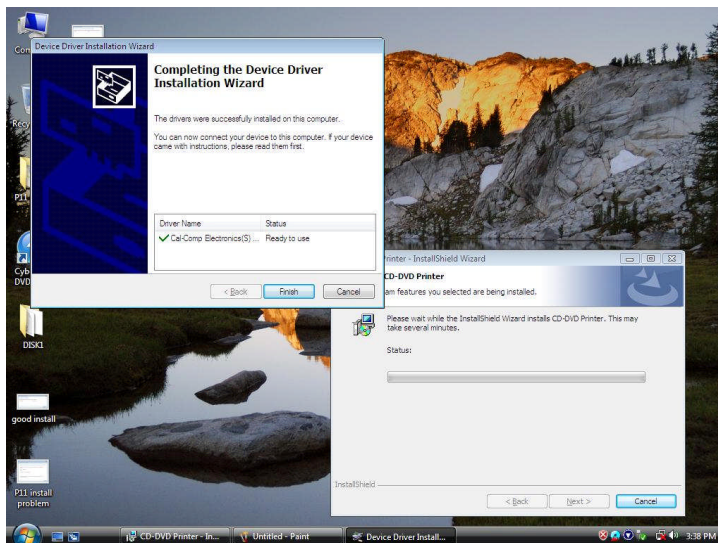 Device Driver Installation Wizard
Completing the Device Driver
Installation Wizard
The drivers were successfully installed on this computer.
You can now connect your device to this computer. If your device
came with instructions, please read them first.
Driver Name Status
Cal-Comp Electronics(S) ... Ready to use
< Back Finish Cancel
Printer - InstallShield Wizard
CD-DVD Printer
am features you selected are being installed.
Please wait while the InstallShield Wizard installs CD-DVD Printer. This may
take several minutes.
Status:
InstallShield
< Back Next > Cancel
Con
Recy
P11
Cyb
DVD
DISK1
good install
P11 install
problem
CD-DVD Printer - In... Untitled - Paint Device Driver Install... 3:38 PM